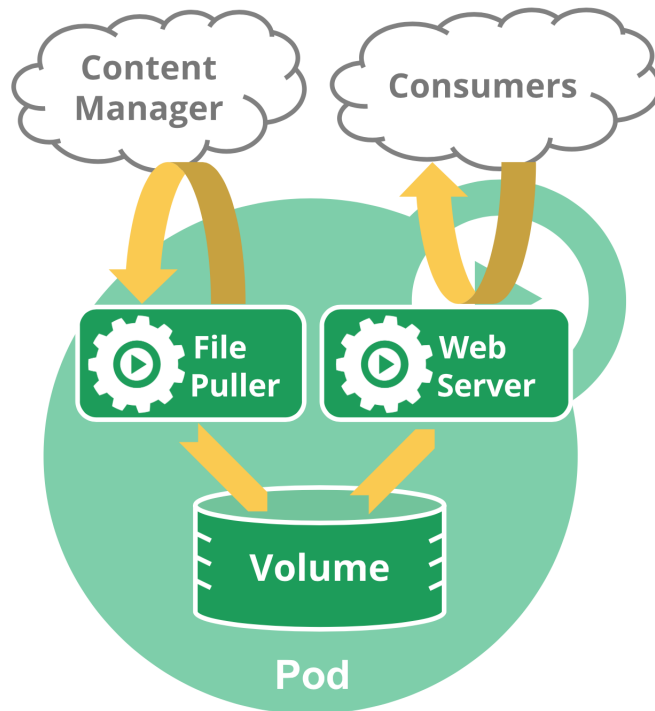 Content
Manager
Consumers
File
Puller
Web
Server
Volume
Pod